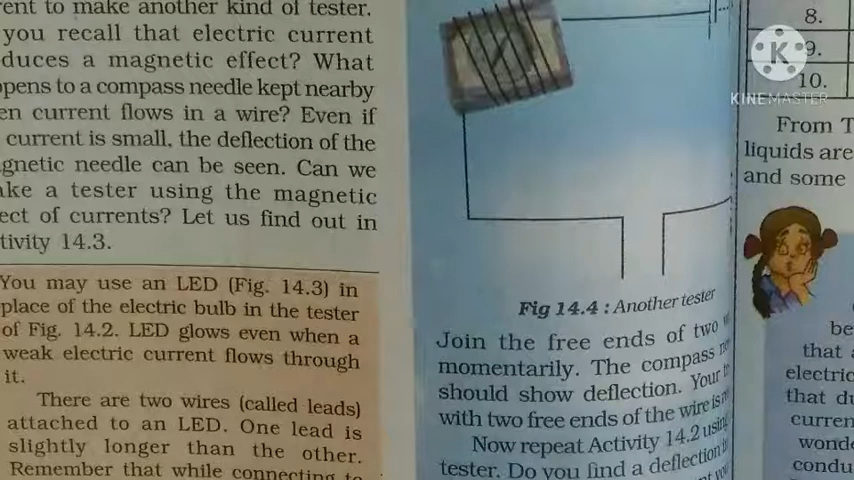 ent to make another kind of tester.
you recall that electric current
duces a magnetic effect? What
pens to a compass needle kept nearby
en current flows in a wire? Even if
current is small, the deflection of the
gnetic needle can be seen. Can we
ake a tester using the magnetic
ect of currents? Let us find out in
tivity 14.3.
You may use an LED (Fig. 14.3) in
place of the electric bulb in the tester
of Fig. 14.2. LED glows even when a
weak electric current flows through
it.
There are two wires (called leads)
attached to an LED. One lead is
slightly longer than the other.
Remember that while connecting to
Fig 14.4 : Another tester
Join the free ends of two
momentarily. The compass
should show deflection. Your
with two free ends of the wire is
Now repeat Activity 14.2 using
tester. Do you find a deflection
8.
9.
10.
K
KINEMASTER
From T
liquids are
and some
be
that
electric
that du
curren
wond
condu